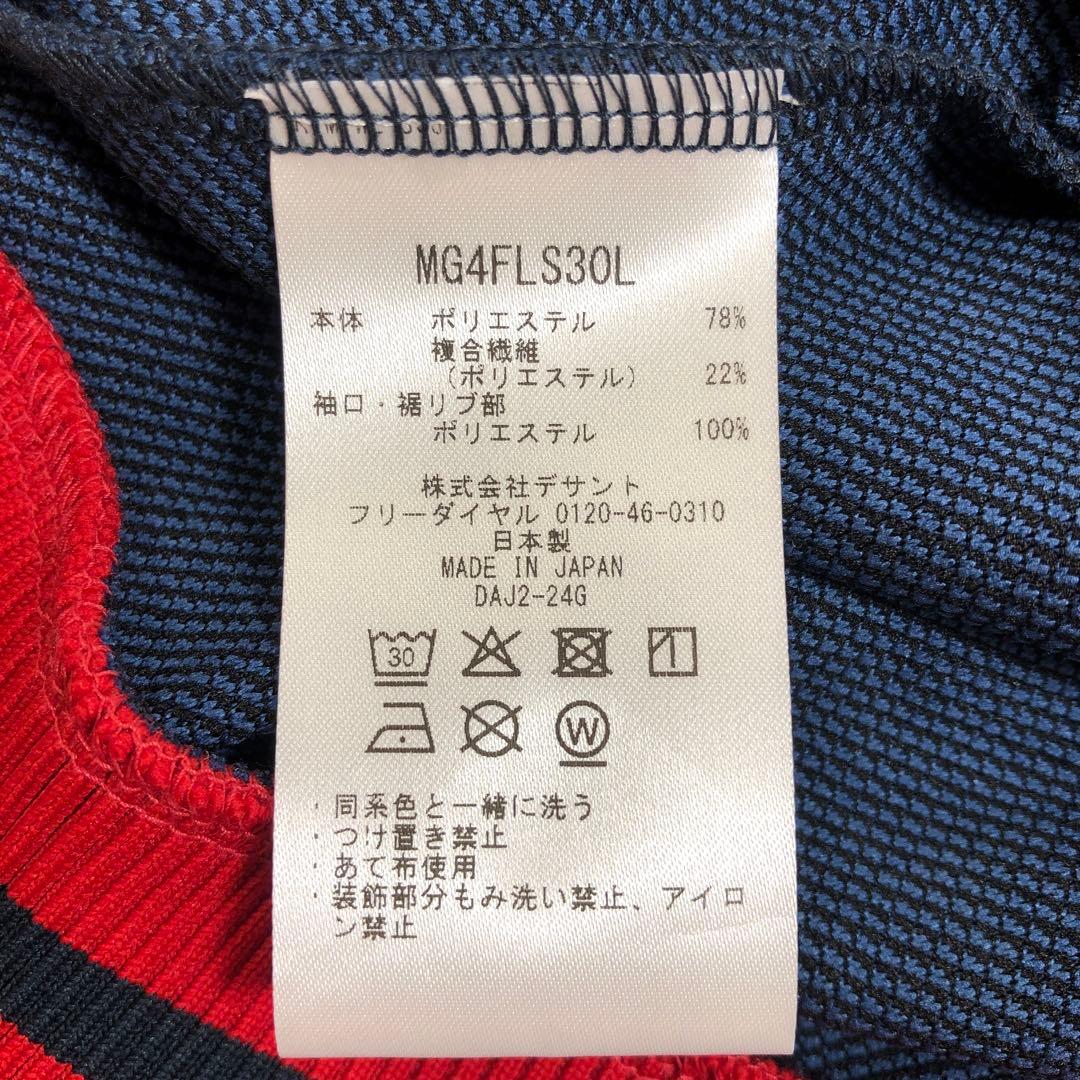 MG4FLS30L
本体 ポリエステル 78%
複合繊維
(ポリエステル) 22%
袖口・裾リブ部
ポリエステル 100%
株式会社デサント
フリーダイヤル 0120-46-0310
日本製
MADE IN JAPAN
DAJ2-24G
30
W
・同系色と一緒に洗う
・つけ置き禁止
・あて布使用
・装飾部分もみ洗い禁止、アイロ
ン禁止